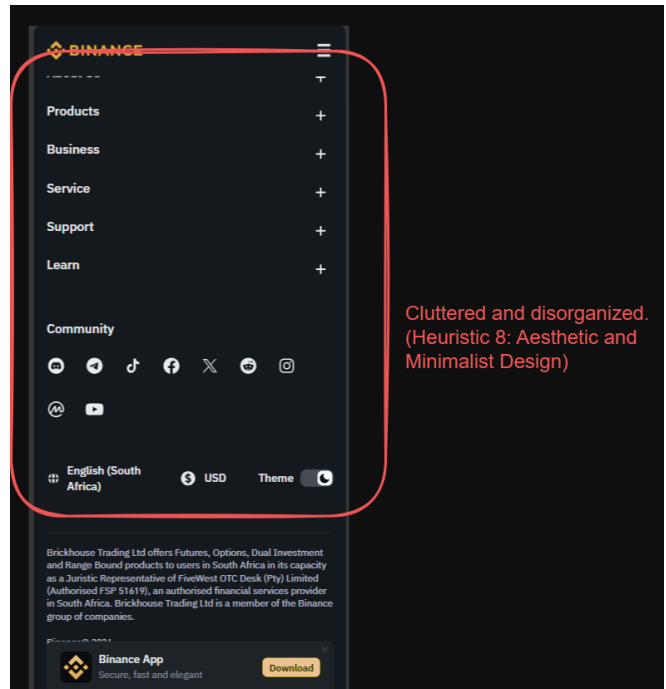 BINANCE
Products
Business
Service
Support
Learn
Community
English (South
Africa)
USD
Theme
Cluttered and disorganized.
(Heuristic 8: Aesthetic and
Minimalist Design)
Brickhouse Trading Ltd offers Futures, Options, Dual Investment
and Range Bound products to users in South Africa in its capacity
as a Juristic Representative of FiveWest OTC Desk (Pty) Limited
(Authorised FSP 51619), an authorised financial services provider
in South Africa. Brickhouse Trading Ltd is a member of the Binance
group of companies.
Binance App
Secure, fast and elegant
Download